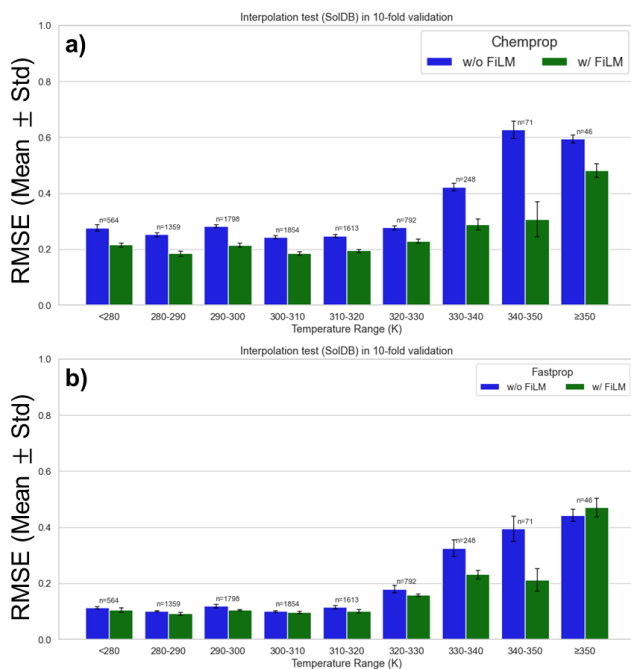 Interpolation test (SolDB) in 10-fold validation
a)
Chemprop
w/o FiLM w/ FiLM
RMSE (Mean ± Std)
1.0
0.8
0.6
0.4
0.2
0.0
n=564
n=1359
n=1798
n=1854
n=1613
n=792
n=248
n=71
n=46
<280 280-290 290-300 300-310 310-320 320-330 330-340 340-350 ≥350
Temperature Range (K)
Interpolation test (SolDB) in 10-fold validation
b)
Fastprop
w/o FiLM w/ FiLM
RMSE (Mean ± Std)
1.0
0.8
0.6
0.4
0.2
0.0
n=564
n=1359
n=1798
n=1854
n=1613
n=792
n=248
n=71
n=46
<280 280-290 290-300 300-310 310-320 320-330 330-340 340-350 ≥350
Temperature Range (K)